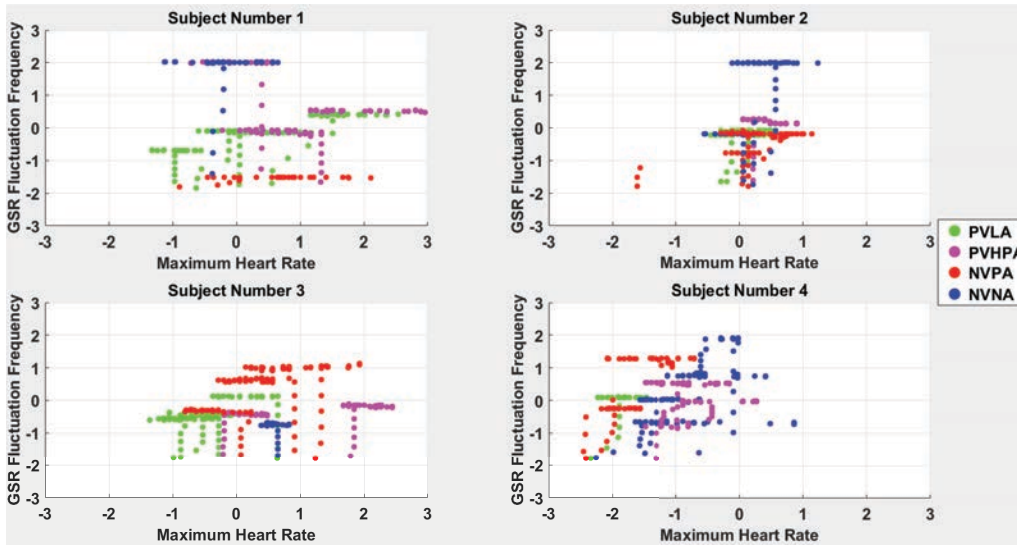 Subject Number 1
GSR Fluctuation Frequency
3
2
1
0
-1
-2
-3
-3 -2 -1 0 1 2 3
Maximum Heart Rate
Subject Number 2
GSR Fluctuation Frequency
3
2
1
0
-1
-2
-3
-3 -2 -1 0 1 2 3
Maximum Heart Rate
PVLA
PVHPA
NVPA
NVNA
Subject Number 3
GSR Fluctuation Frequency
3
2
1
0
-1
-2
-3
-3 -2 -1 0 1 2 3
Maximum Heart Rate
Subject Number 4
GSR Fluctuation Frequency
3
2
1
0
-1
-2
-3
-3 -2 -1 0 1 2 3
Maximum Heart Rate